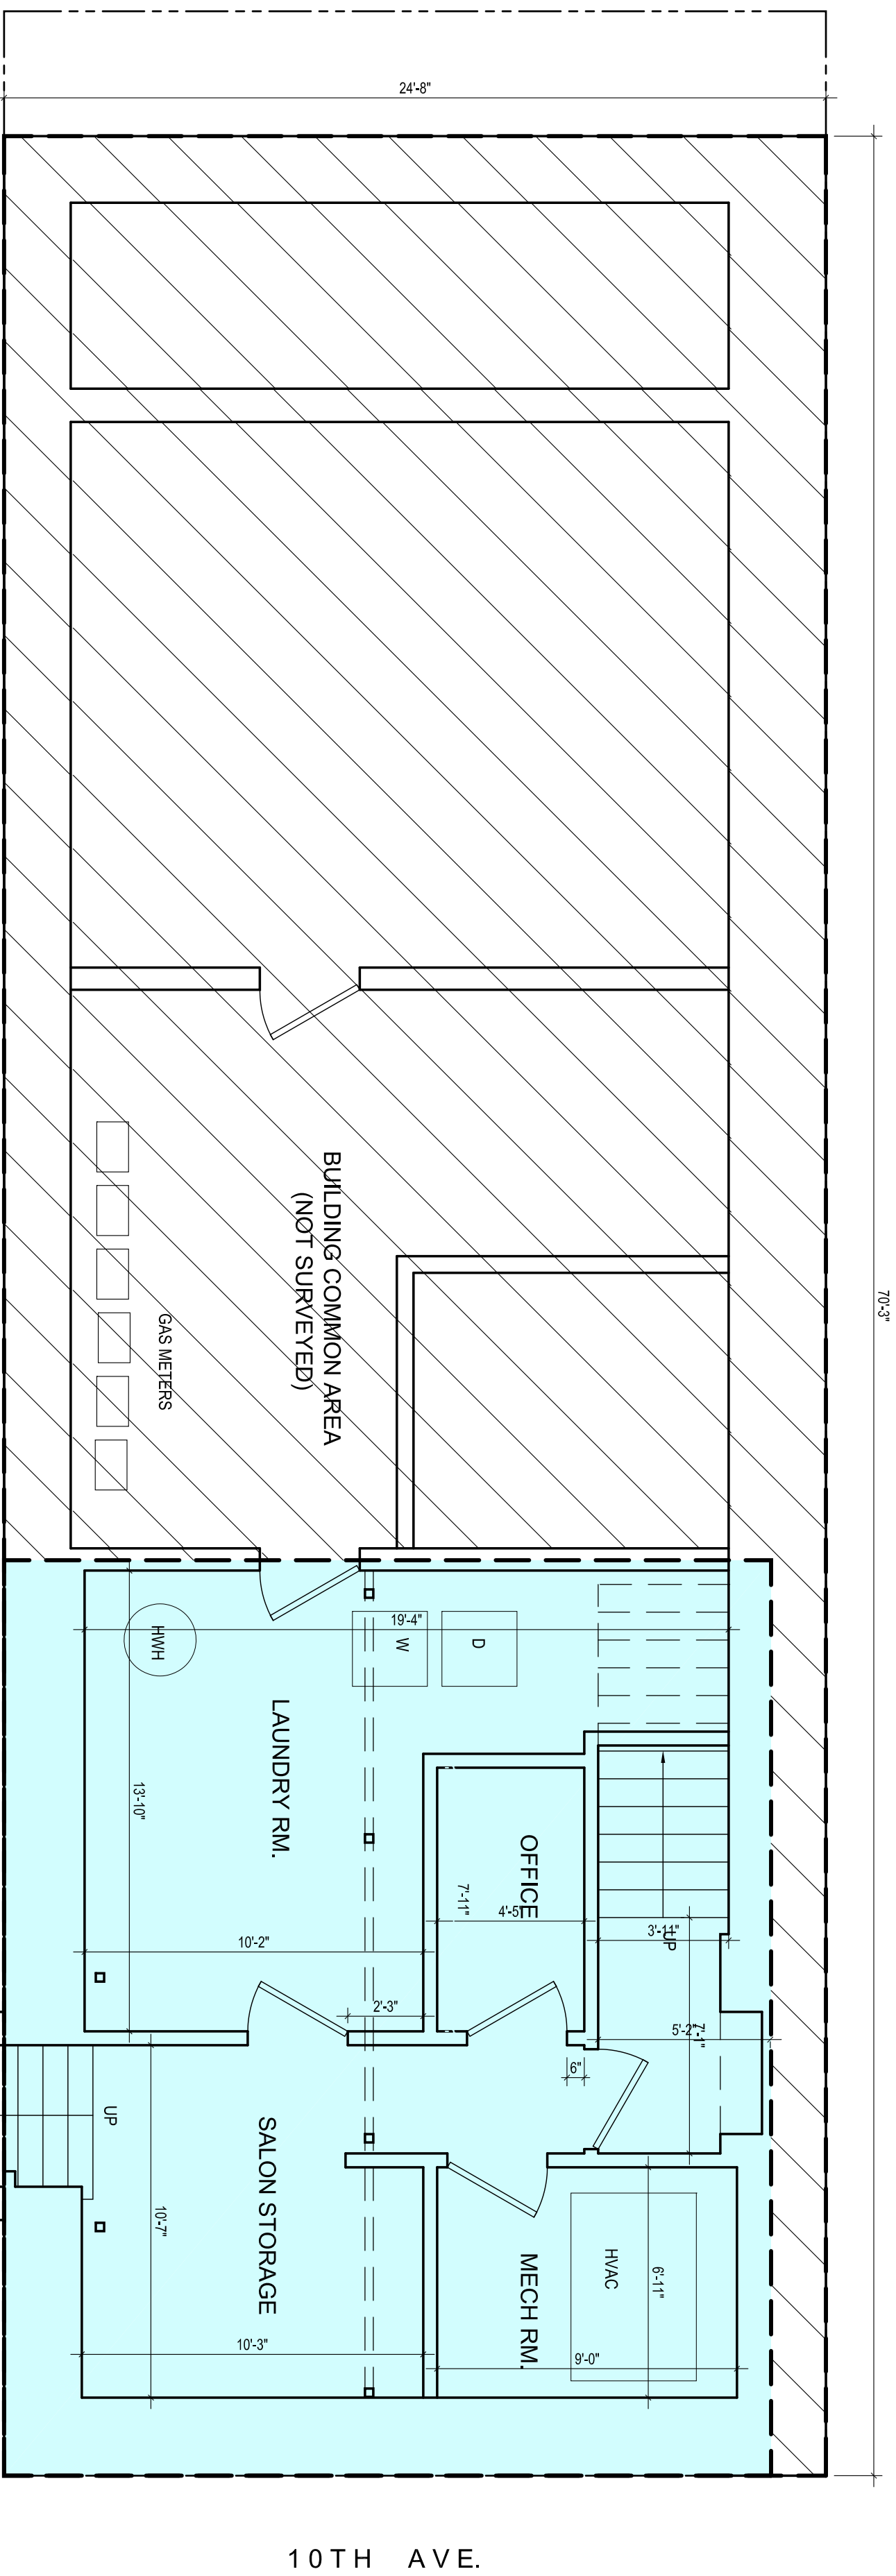 24'-8"
70'-3"
BUILDING COMMON AREA
(NOT SURVEYED)
GAS METERS
19'-4"
HWH
W
D
LAUNDRY RM.
13'-10"
OFFICE
7'-11"
4'-5"
3'-11"
UP
10'-2"
2'-3"
5'-2"
7'-1"
6"
UP
SALON STORAGE
10'-7"
HVAC
6'-11"
MECH RM.
10'-3"
9'-0"
10TH AVE.